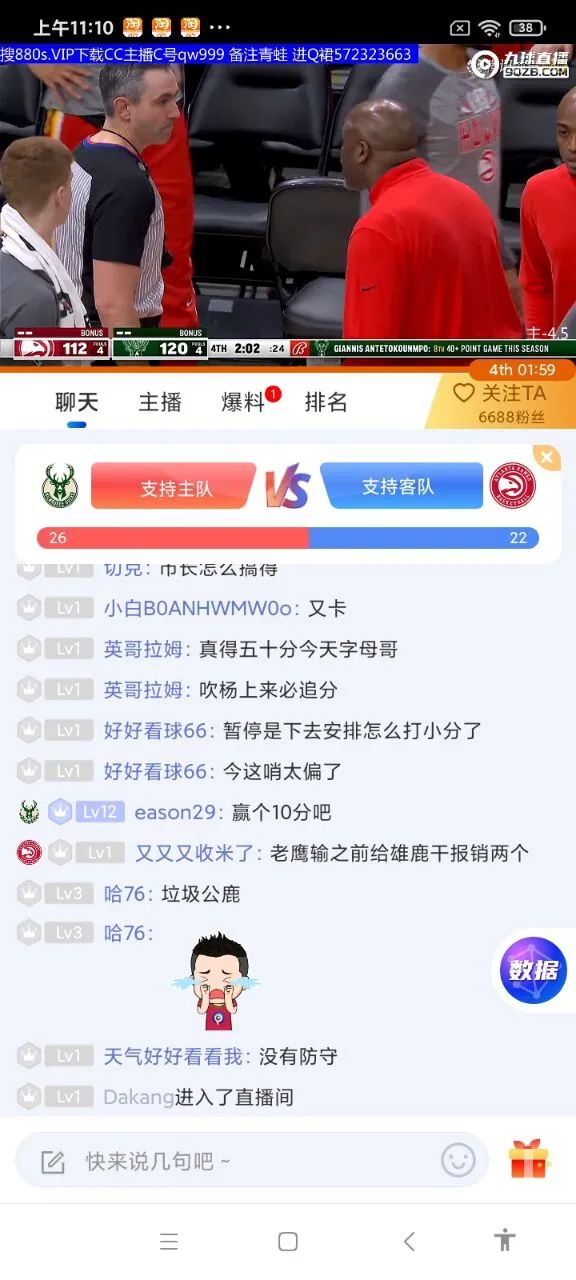 上午11:10
淘 淘 淘 ...
38
搜880s.VIP下载CC主播C号qw999 备注青蛙 进Q裙572323663
九球直播
90Z6.COM
BONUS
112 FOULS 4
BONUS
120 FOULS 4
4TH 2:02 :24
GIANNIS ANTETOKOUNMPO: 8TH 40+ POINT GAME THIS SEASON
主-4.5
4th 01:59
聊天 主播 爆料 1 排名
关注TA
6688粉丝
支持主队
VS
支持客队
26
22
Lv1 切克: 市长怎么搞得
Lv1 小白B0ANHWMW0o: 又卡
Lv1 英哥拉姆: 真得五十分今天字母哥
Lv1 英哥拉姆: 吹杨上来必追分
Lv1 好好看球66: 暂停是下去安排怎么打小分了
Lv1 好好看球66: 今这哨太偏了
Lv12 eason29: 赢个10分吧
Lv1 又又又收米了: 老鹰输之前给雄鹿干报销两个
Lv3 哈76: 垃圾公鹿
Lv3 哈76:
数据
Lv1 天气好好看看我: 没有防守
Lv1 Dakang进入了直播间
快来说几句吧 ~